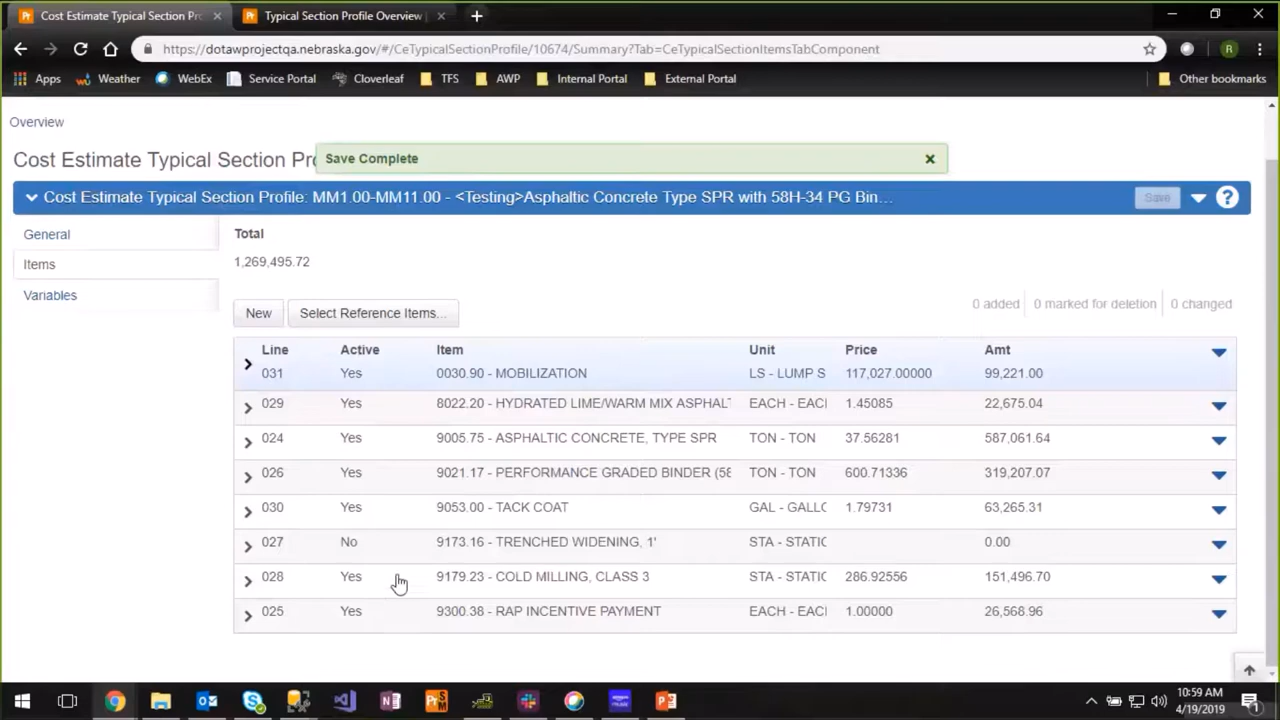 Cost Estimate Typical Section Pr
Typical Section Profile Overview
https://dotawprojectqa.nebraska.gov/#/CeTypicalSectionProfile/10674/Summary?Tab=CeTypicalSectionItemsTabComponent
R
Apps Weather WebEx Service Portal Cloverleaf TFS AWP Internal Portal External Portal Other bookmarks
Overview
Cost Estimate Typical Section Pro
Save Complete
Cost Estimate Typical Section Profile: MM1.00-MM11.00 - <Testing>Asphaltic Concrete Type SPR with 58H-34 PG Bin... Save ?
General
Items
Variables
Total
1,269,495.72
New Select Reference Items... 0 added 0 marked for deletion 0 changed
Line Active Item Unit Price Amt
031 Yes 0030.90 - MOBILIZATION LS - LUMP S 117,027.00000 99,221.00
029 Yes 8022.20 - HYDRATED LIME/WARM MIX ASPHAL EACH - EACH 1.45085 22,675.04
024 Yes 9005.75 - ASPHALTIC CONCRETE, TYPE SPR TON - TON 37.56281 587,061.64
026 Yes 9021.17 - PERFORMANCE GRADED BINDER (58 TON - TON 600.71336 319,207.07
030 Yes 9053.00 - TACK COAT GAL - GALLO 1.79731 63,265.31
027 No 9173.16 - TRENCHED WIDENING, 1' STA - STATIO 0.00
028 Yes 9179.23 - COLD MILLING, CLASS 3 STA - STATIO 286.92556 151,496.70
025 Yes 9300.38 - RAP INCENTIVE PAYMENT EACH - EACH 1.00000 26,568.96
10:59 AM
4/19/2019